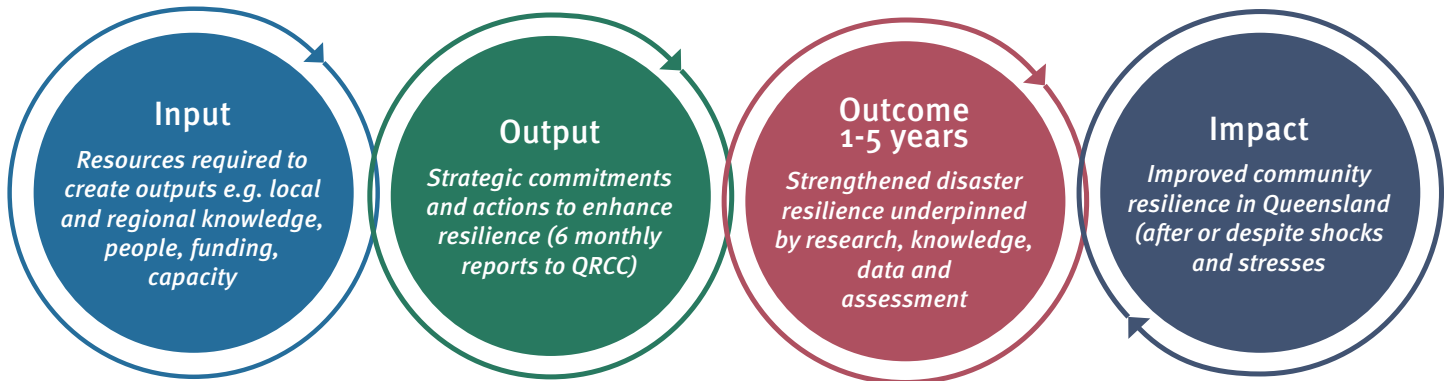 Input
Resources required to
create outputs e.g. local
and regional knowledge,
people, funding,
capacity
Output
Strategic commitments
and actions to enhance
resilience (6 monthly
reports to QRCC)
Outcome
1-5 years
Strengthened disaster
resilience underpinned
by research, knowledge,
data and
assessment
Impact
Improved community
resilience in Queensland
(after or despite shocks
and stresses